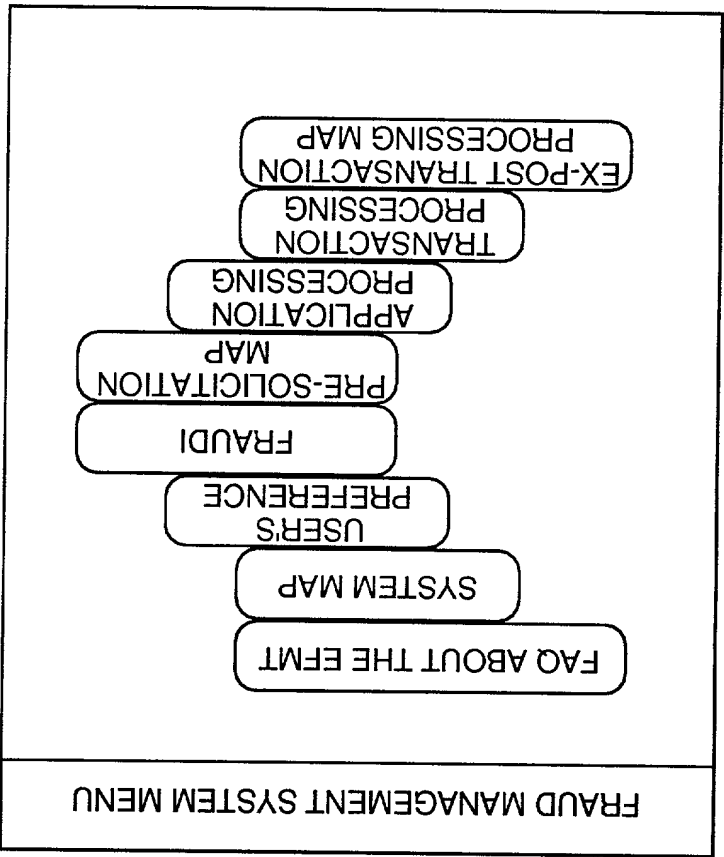 FRAUD MANAGEMENT SYSTEM MENU
FAQ ABOUT THE EFMT
SYSTEM MAP
USER'S
PREFERENCE
FRAUDI
PRE-SOLICITATION
MAP
APPLICATION
PROCESSING
TRANSACTION
PROCESSING
EX-POST TRANSACTION
PROCESSING MAP